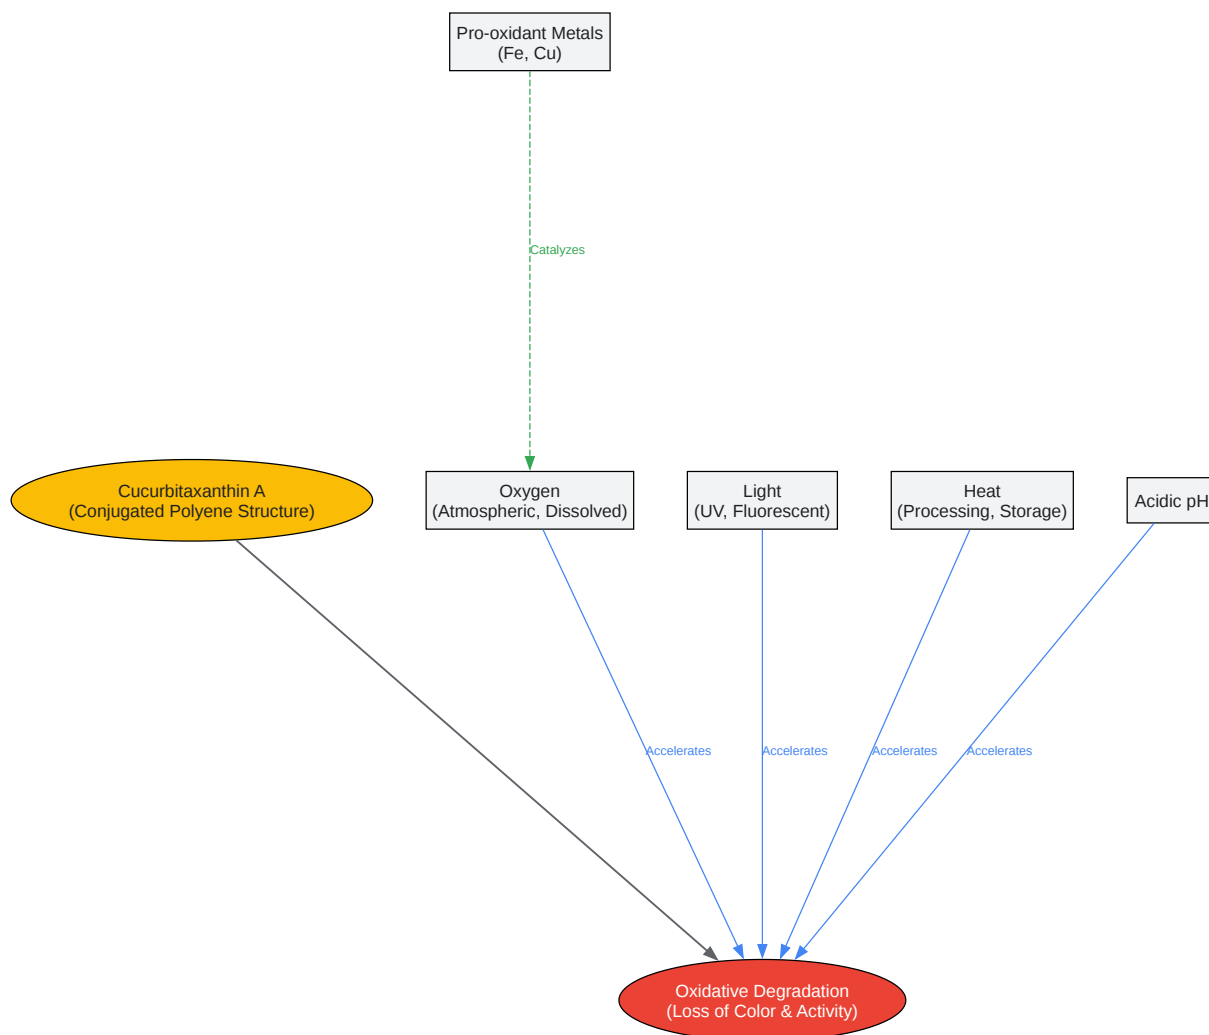 Pro-oxidant Metals
(Fe, Cu)
Catalyzes
Cucurbitaxanthin A
(Conjugated Polyene Structure)
Oxygen
(Atmospheric, Dissolved)
Light
(UV, Fluorescent)
Heat
(Processing, Storage)
Acidic pH
Accelerates
Accelerates
Accelerates
Accelerates
Oxidative Degradation
(Loss of Color & Activity)